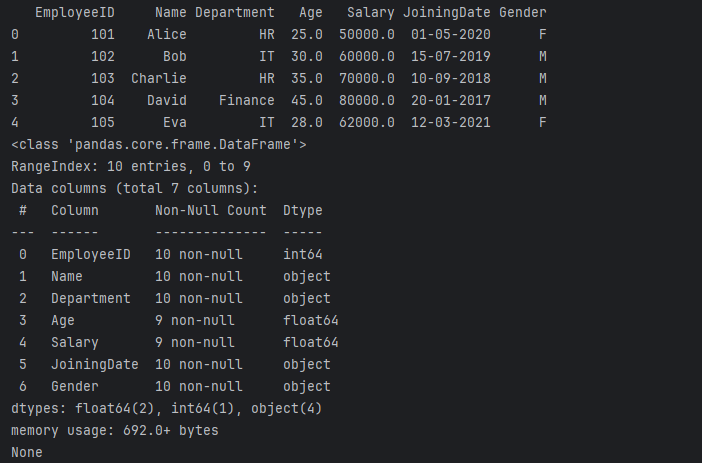 EmployeeID     Name Department   Age   Salary JoiningDate Gender
0         101    Alice         HR  25.0  50000.0  01-05-2020      F
1         102      Bob         IT  30.0  60000.0  15-07-2019      M
2         103  Charlie         HR  35.0  70000.0  10-09-2018      M
3         104    David    Finance  45.0  80000.0  20-01-2017      M
4         105      Eva         IT  28.0  62000.0  12-03-2021      F
<class 'pandas.core.frame.DataFrame'>
RangeIndex: 10 entries, 0 to 9
Data columns (total 7 columns):
 #   Column       Non-Null Count  Dtype
---  ------       --------------  -----
 0   EmployeeID   10 non-null     int64
 1   Name         10 non-null     object
 2   Department   10 non-null     object
 3   Age          9 non-null      float64
 4   Salary       9 non-null      float64
 5   JoiningDate  10 non-null     object
 6   Gender       10 non-null     object
dtypes: float64(2), int64(1), object(4)
memory usage: 692.0+ bytes
None